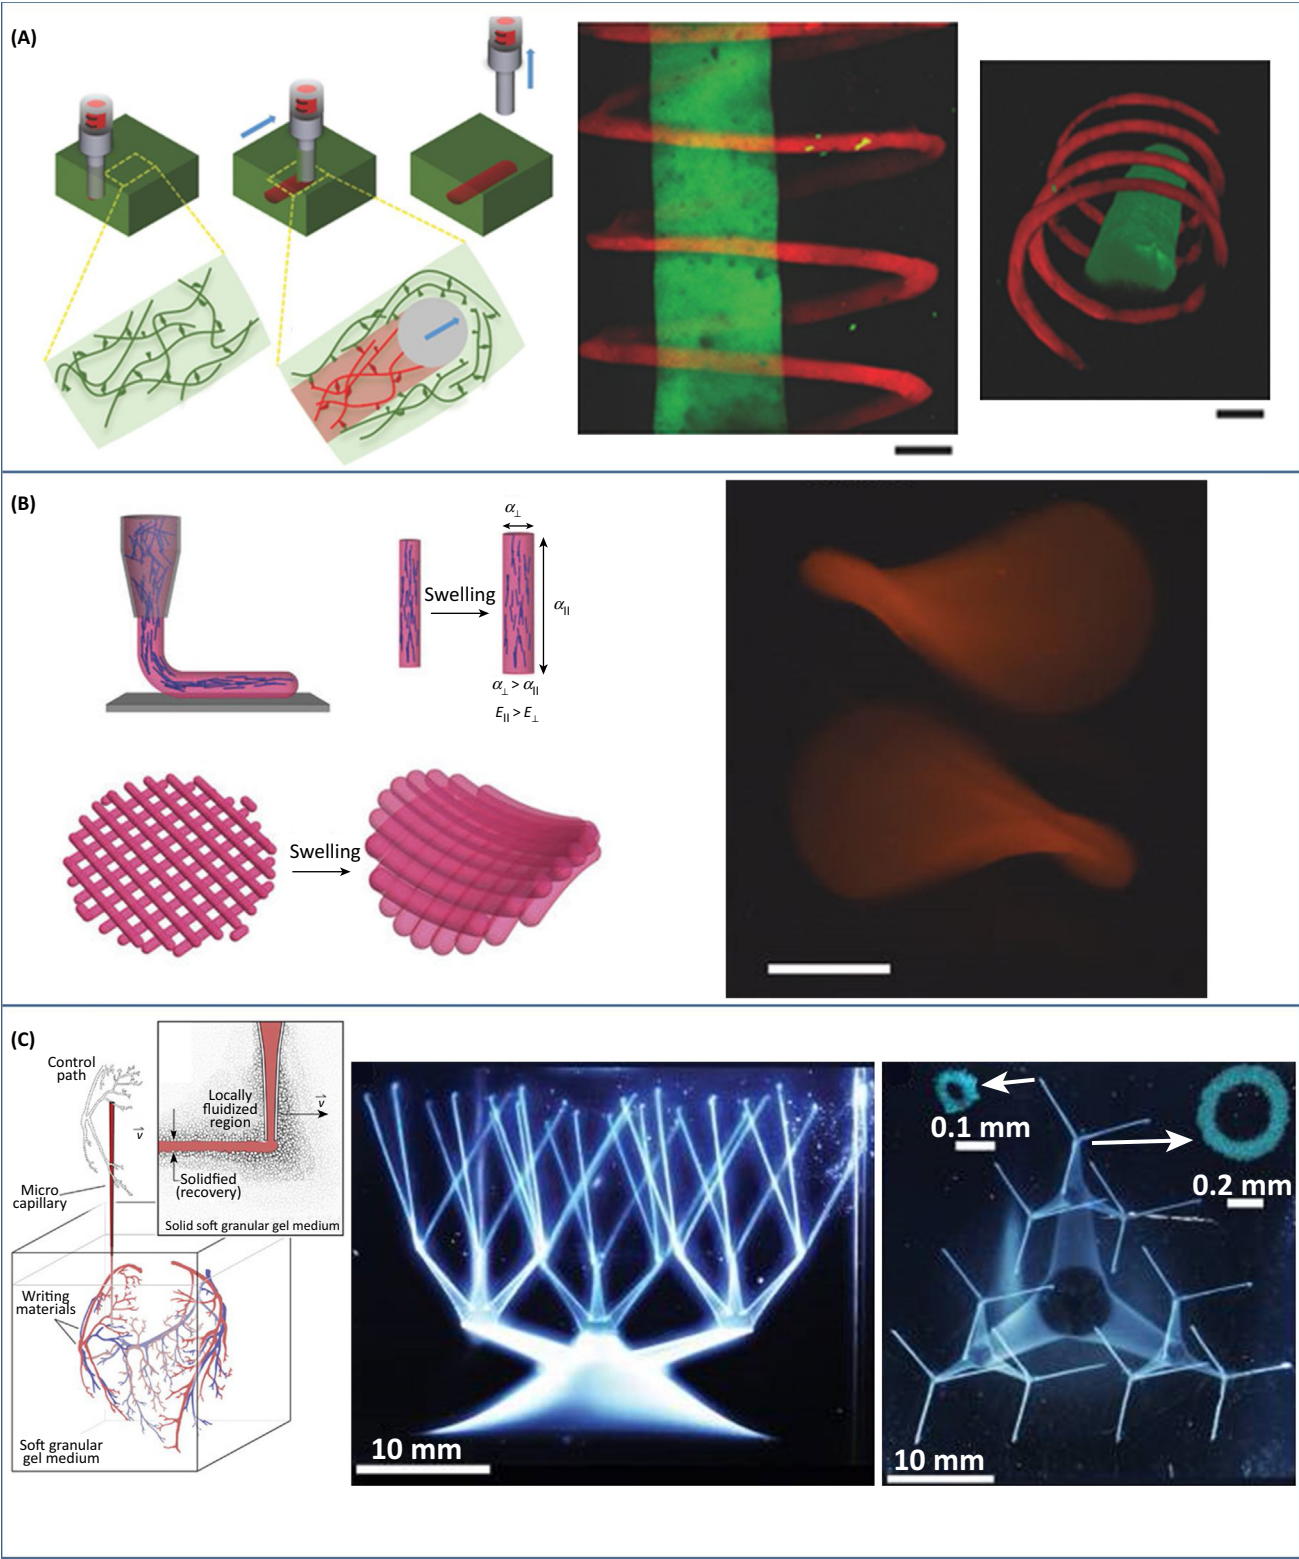 (A)
(B)
α⊥
Swelling
α||
α⊥ > α||
E|| > E⊥
Swelling
(C)
Control
path
v⃗
Micro
capillary
Locally
fluidized
region
v⃗
Solidfied
(recovery)
Solid soft granular gel medium
Writing
materials
Soft granular
gel medium
10 mm
0.1 mm
0.2 mm
10 mm